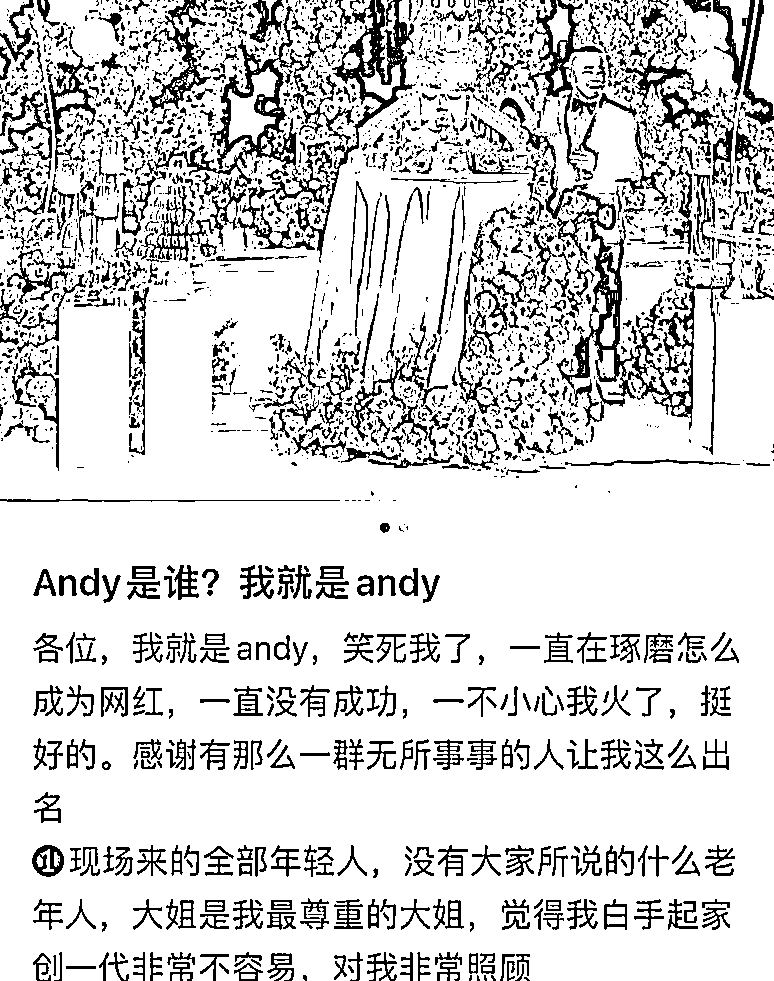 Andy是谁？我就是andy
各位，我就是andy，笑死我了，一直在琢磨怎么
成为网红，一直没有成功，一不小心我火了，挺
好的。感谢有那么一群无所事事的人让我这么出
名
①现场来的全部年轻人，没有大家所说的什么老
年人，大姐是我最尊重的大姐，觉得我白手起家
创一代非常不容易，对我非常照顾